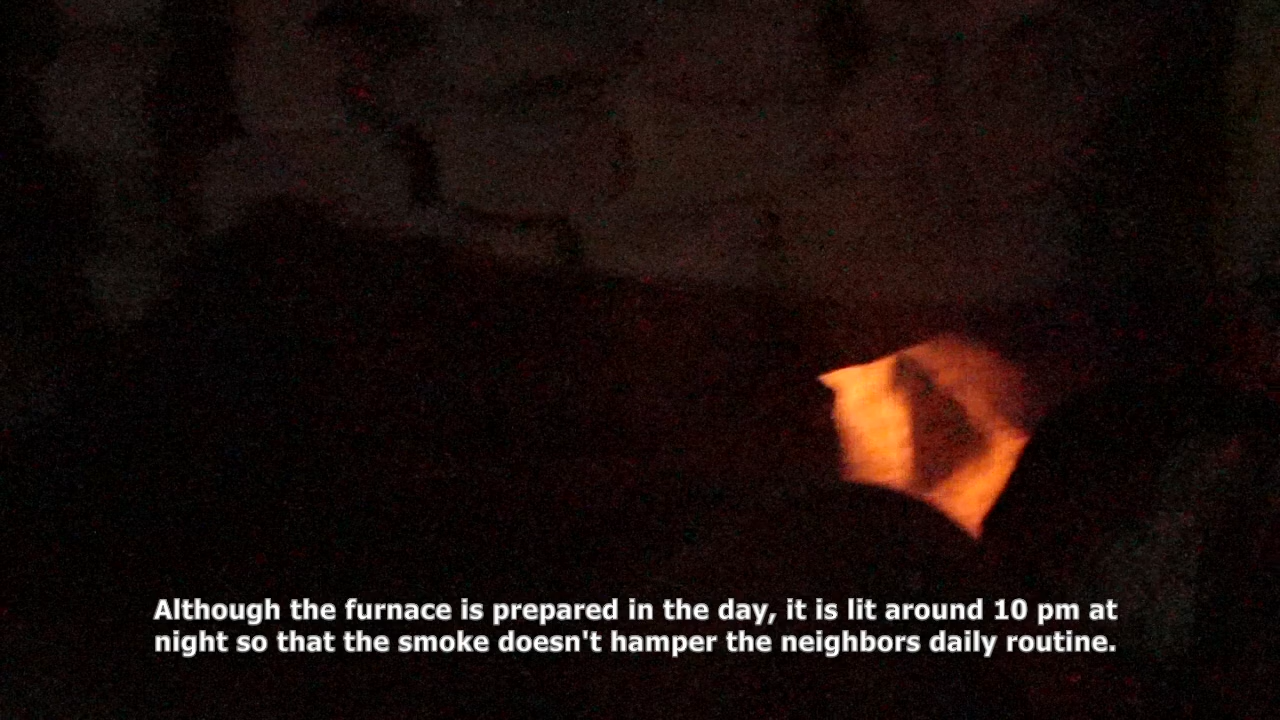 Although the furnace is prepared in the day, it is lit around 10 pm at
night so that the smoke doesn't hamper the neighbors daily routine.